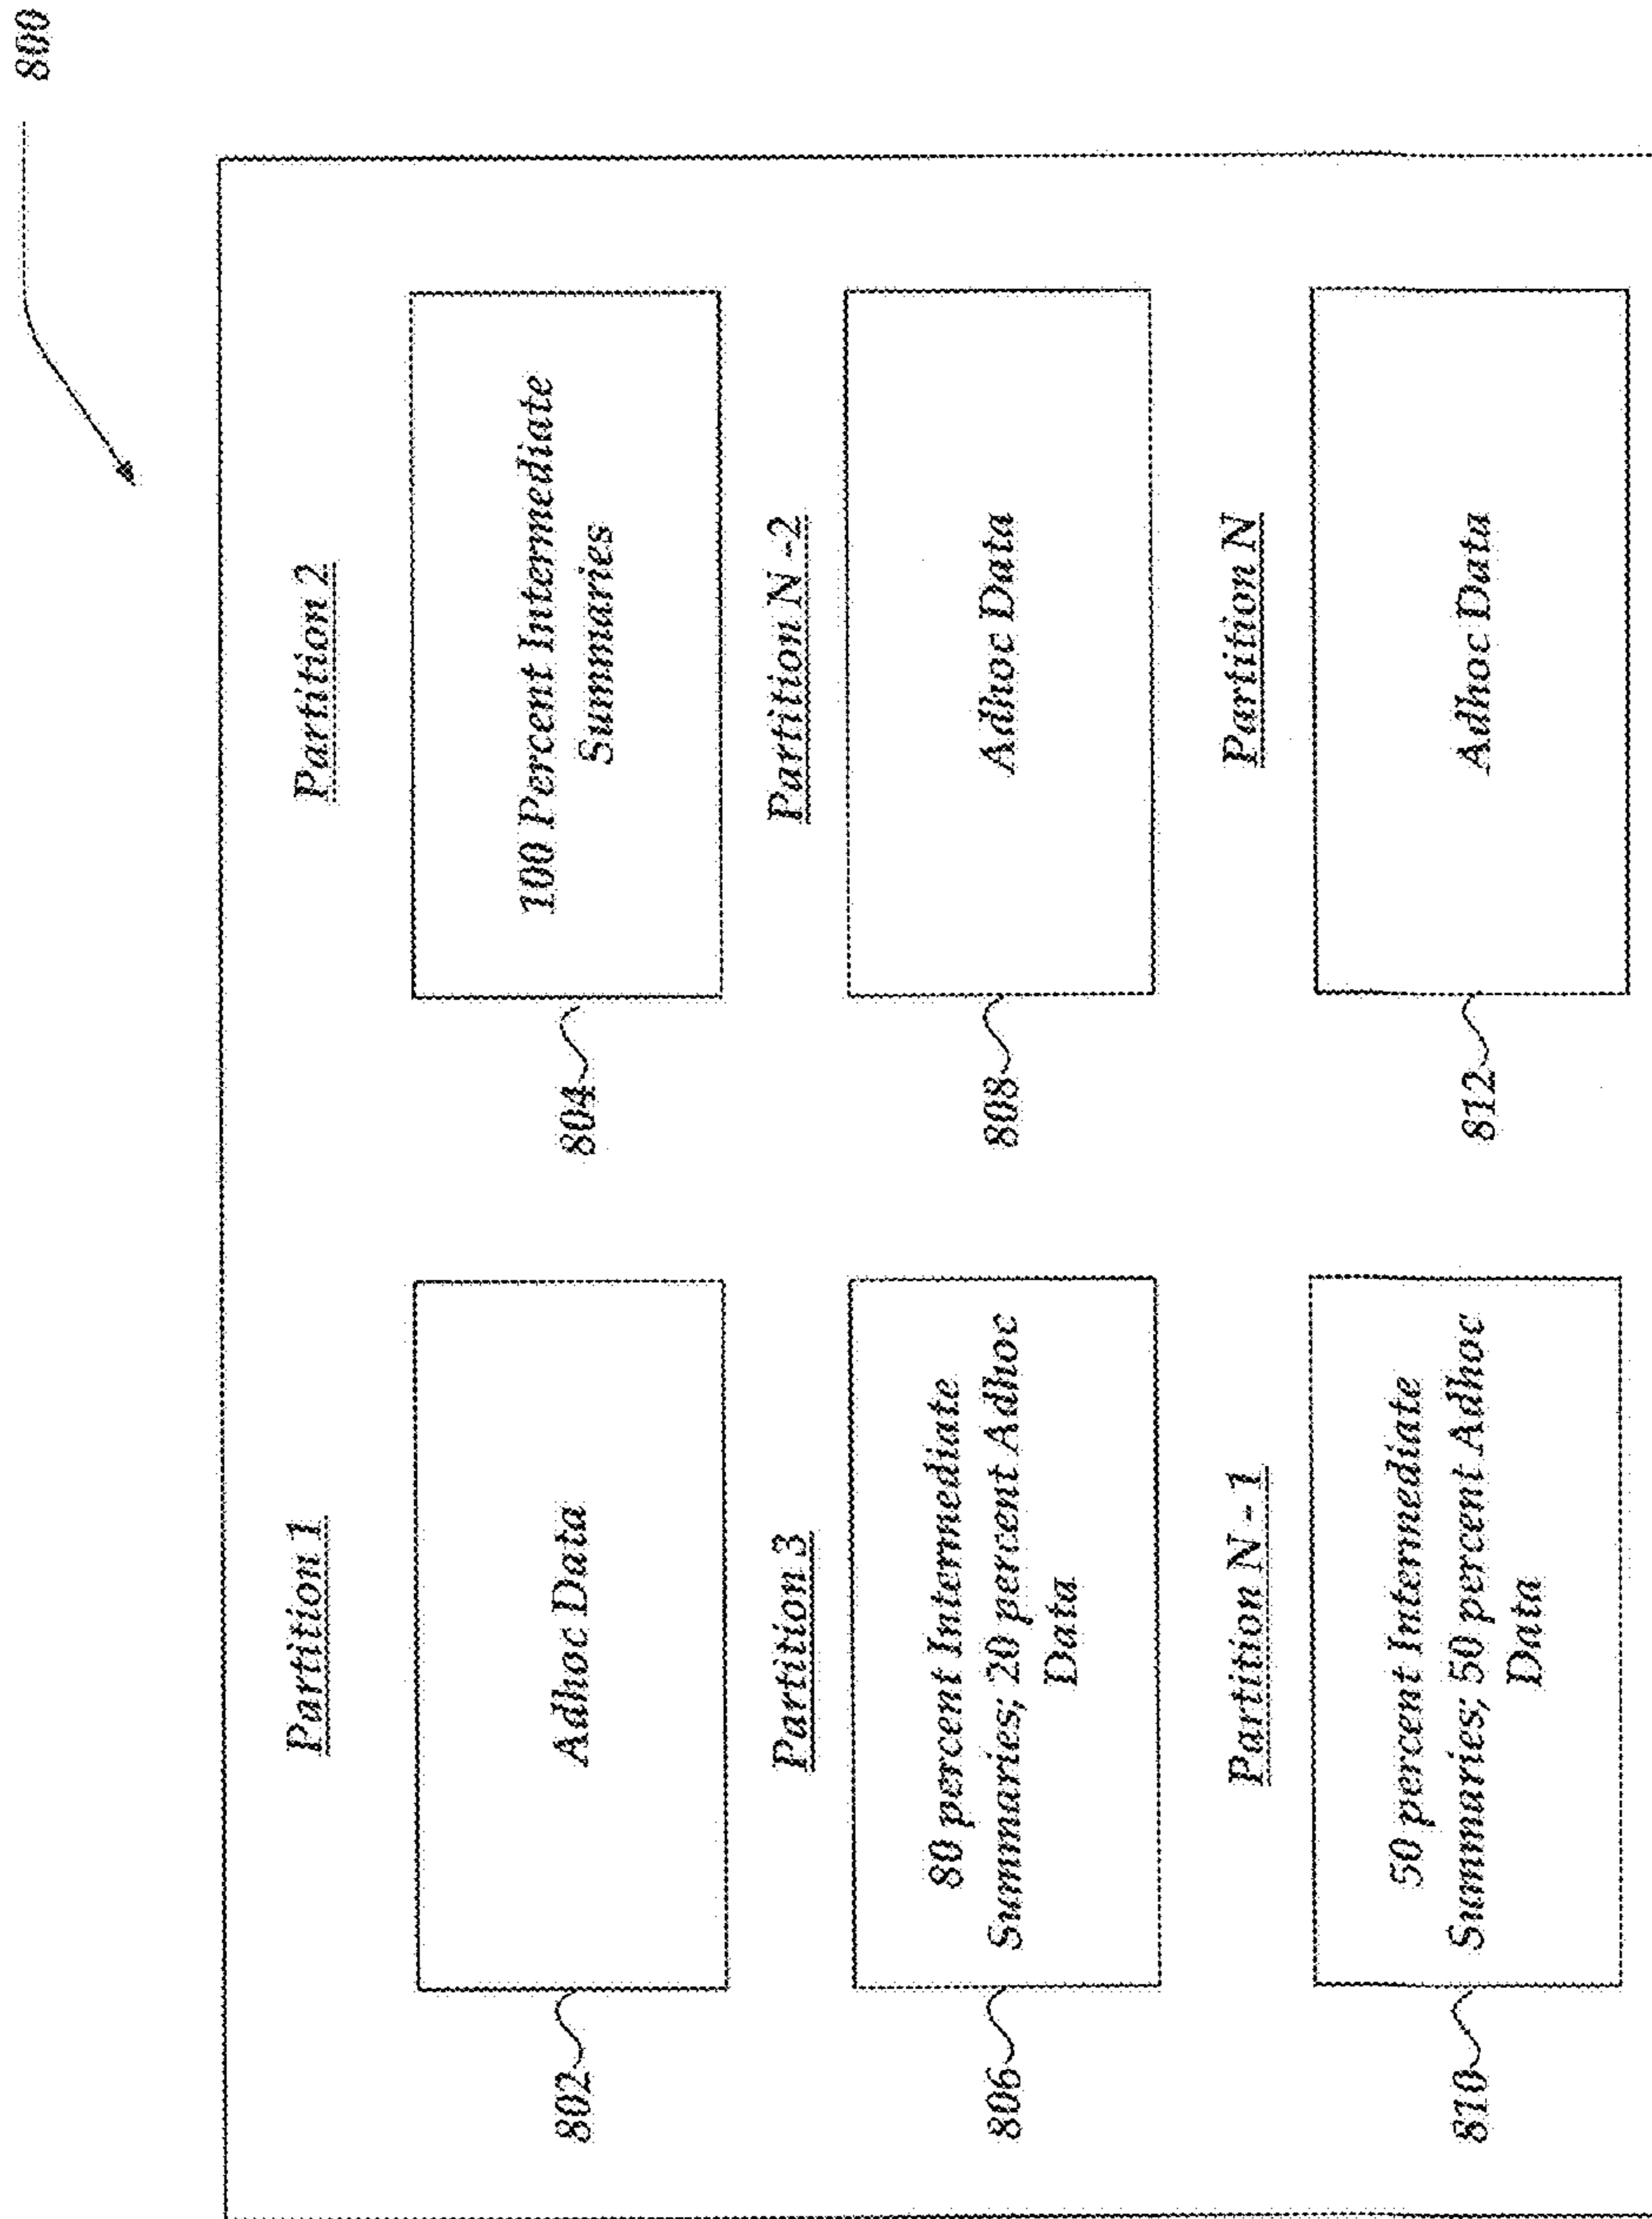 800
Partition 1
Adhoc Data
802
Partition 2
100 Percent Intermediate
Summaries
804
Partition 3
80 percent Intermediate
Summaries; 20 percent Adhoc
Data
806
Partition N -2
Adhoc Data
808
Partition N - 1
50 percent Intermediate
Summaries; 50 percent Adhoc
Data
810
Partition N
Adhoc Data
812